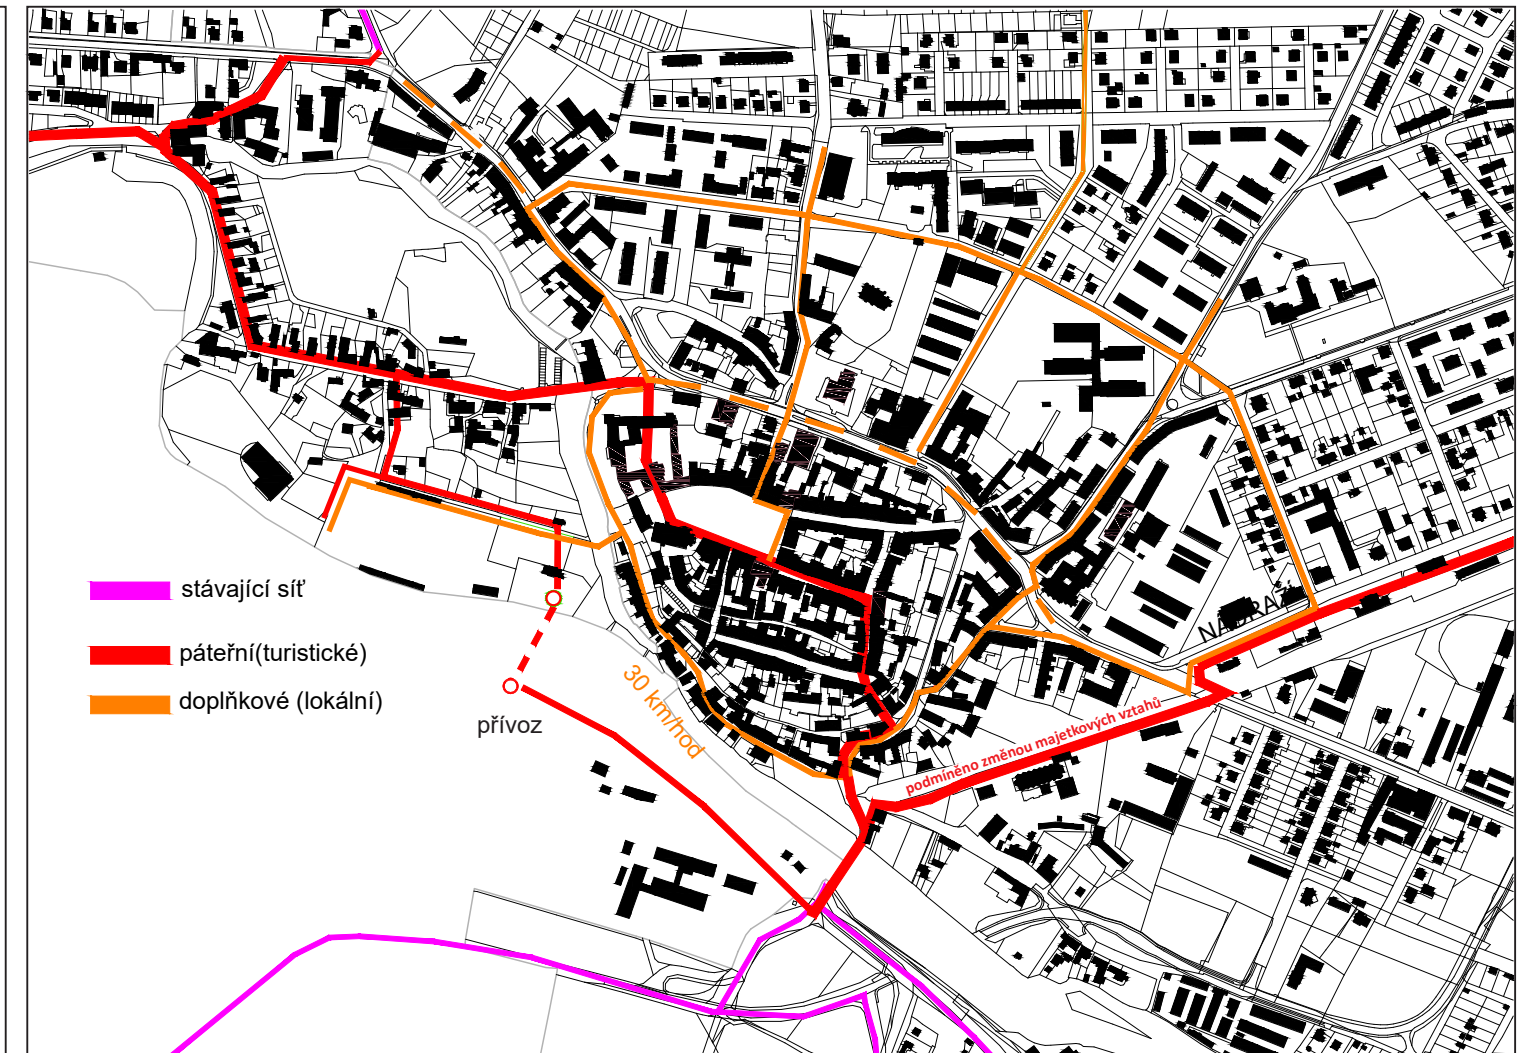 stávající síť
páteřní(turistické)
doplňkové (lokální)
přívoz
30 km/hod
podmíněno změnou majetkových vztahů
NÁDRAŽÍ